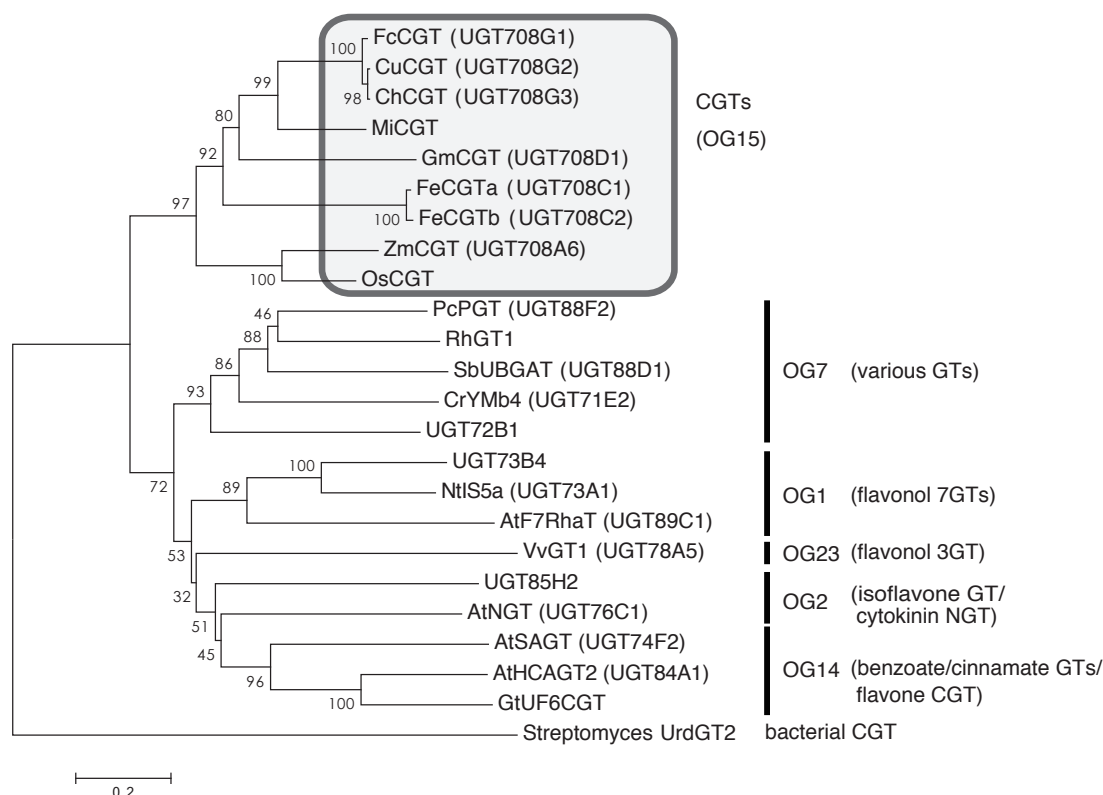 100
FcCGT (UGT708G1)
CuCGT (UGT708G2)
98
ChCGT (UGT708G3)
99
80
MiCGT
92
GmCGT (UGT708D1)
FeCGTa (UGT708C1)
100
FeCGTb (UGT708C2)
97
ZmCGT (UGT708A6)
100
OsCGT
CGTs
(OG15)
46
PcPGT (UGT88F2)
88
RhGT1
86
SbUBGAT (UGT88D1)
93
CrYMb4 (UGT71E2)
UGT72B1
OG7 (various GTs)
72
100
UGT73B4
89
NtIS5a (UGT73A1)
AtF7RhaT (UGT89C1)
OG1 (flavonol 7GTs)
53
VvGT1 (UGT78A5)
OG23 (flavonol 3GT)
32
UGT85H2
51
AtNGT (UGT76C1)
OG2 (isoflavone GT/
cytokinin NGT)
45
AtSAGT (UGT74F2)
96
AtHCAGT2 (UGT84A1)
100
GtUF6CGT
OG14 (benzoate/cinnamate GTs/
flavone CGT)
Streptomyces UrdGT2 bacterial CGT
0.2